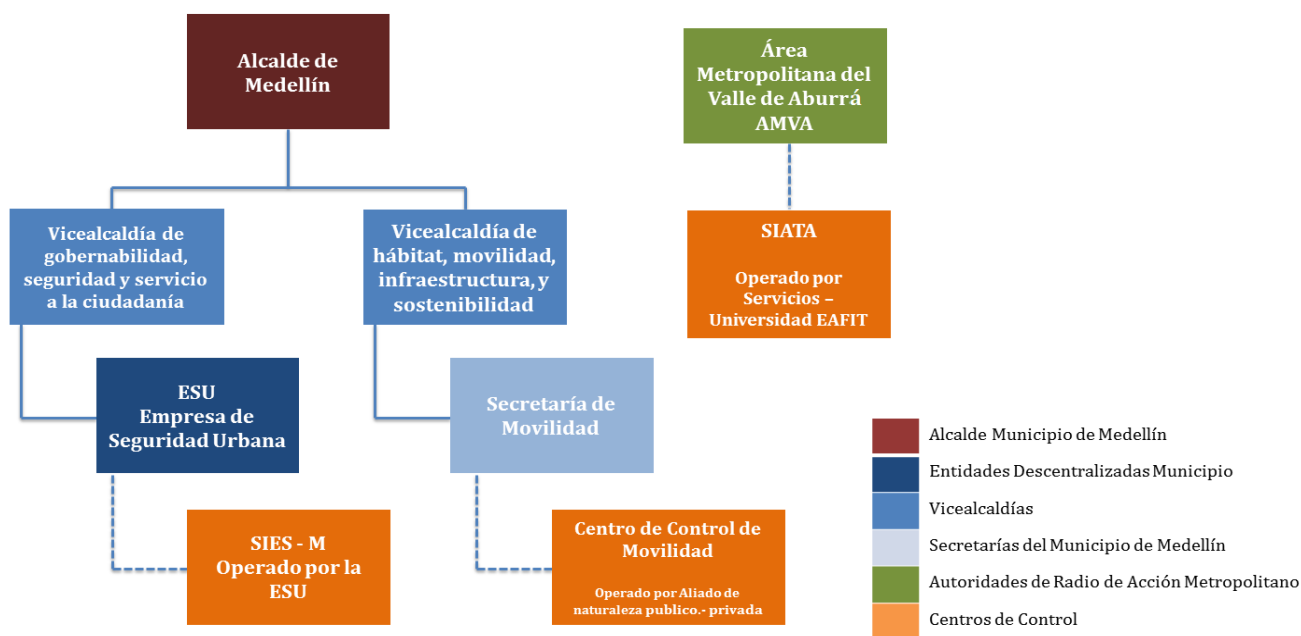 Alcalde de
Medellín
Área
Metropolitana del
Valle de Aburrá
AMVA
Vicealcaldía de
gobernabilidad,
seguridad y servicio
a la ciudadanía
Vicealcaldía de
hábitat, movilidad,
infraestructura, y
sostenibilidad
SIATA
Operado por
Servicios –
Universidad EAFIT
ESU
Empresa de
Seguridad Urbana
Secretaría de
Movilidad
SIES - M
Operado por la
ESU
Centro de Control de
Movilidad
Operado por Aliado de
naturaleza publico.- privada
Alcalde Municipio de Medellín
Entidades Descentralizadas Municipio
Vicealcaldías
Secretarías del Municipio de Medellín
Autoridades de Radio de Acción Metropolitano
Centros de Control